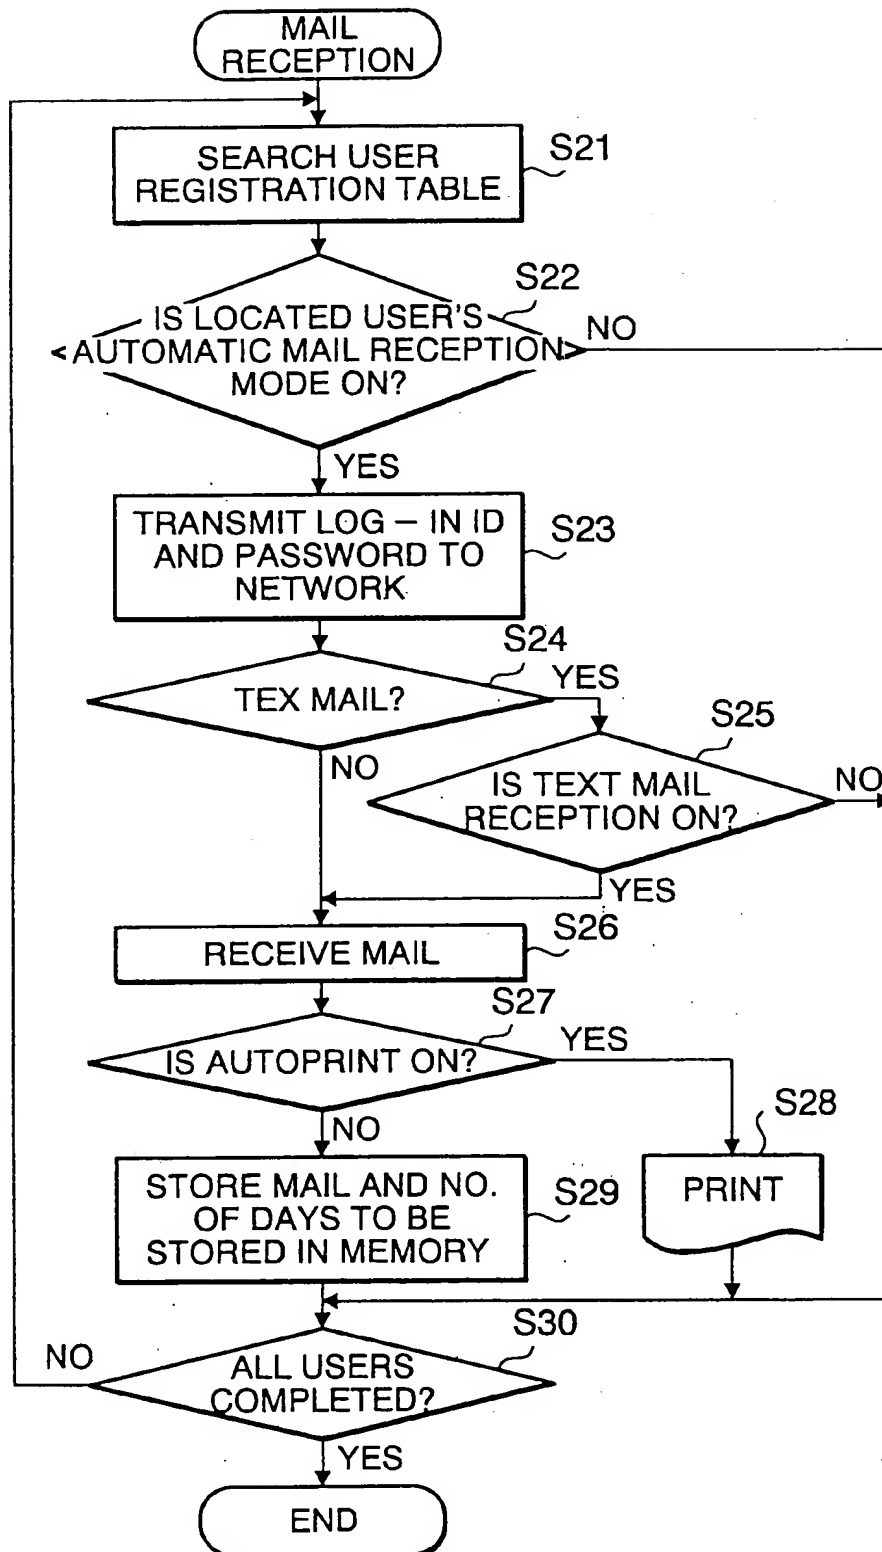 MAIL
RECEPTION
SEARCH USER
REGISTRATION TABLE
S21
S22
IS LOCATED USER'S
AUTOMATIC MAIL RECEPTION
MODE ON?
NO
YES
TRANSMIT LOG – IN ID
AND PASSWORD TO
NETWORK
S23
S24
TEX MAIL?
YES
NO
S25
IS TEXT MAIL
RECEPTION ON?
NO
YES
S26
RECEIVE MAIL
S27
IS AUTOPRINT ON?
YES
NO
S28
PRINT
STORE MAIL AND NO.
OF DAYS TO BE
STORED IN MEMORY
S29
S30
NO
ALL USERS
COMPLETED?
YES
END